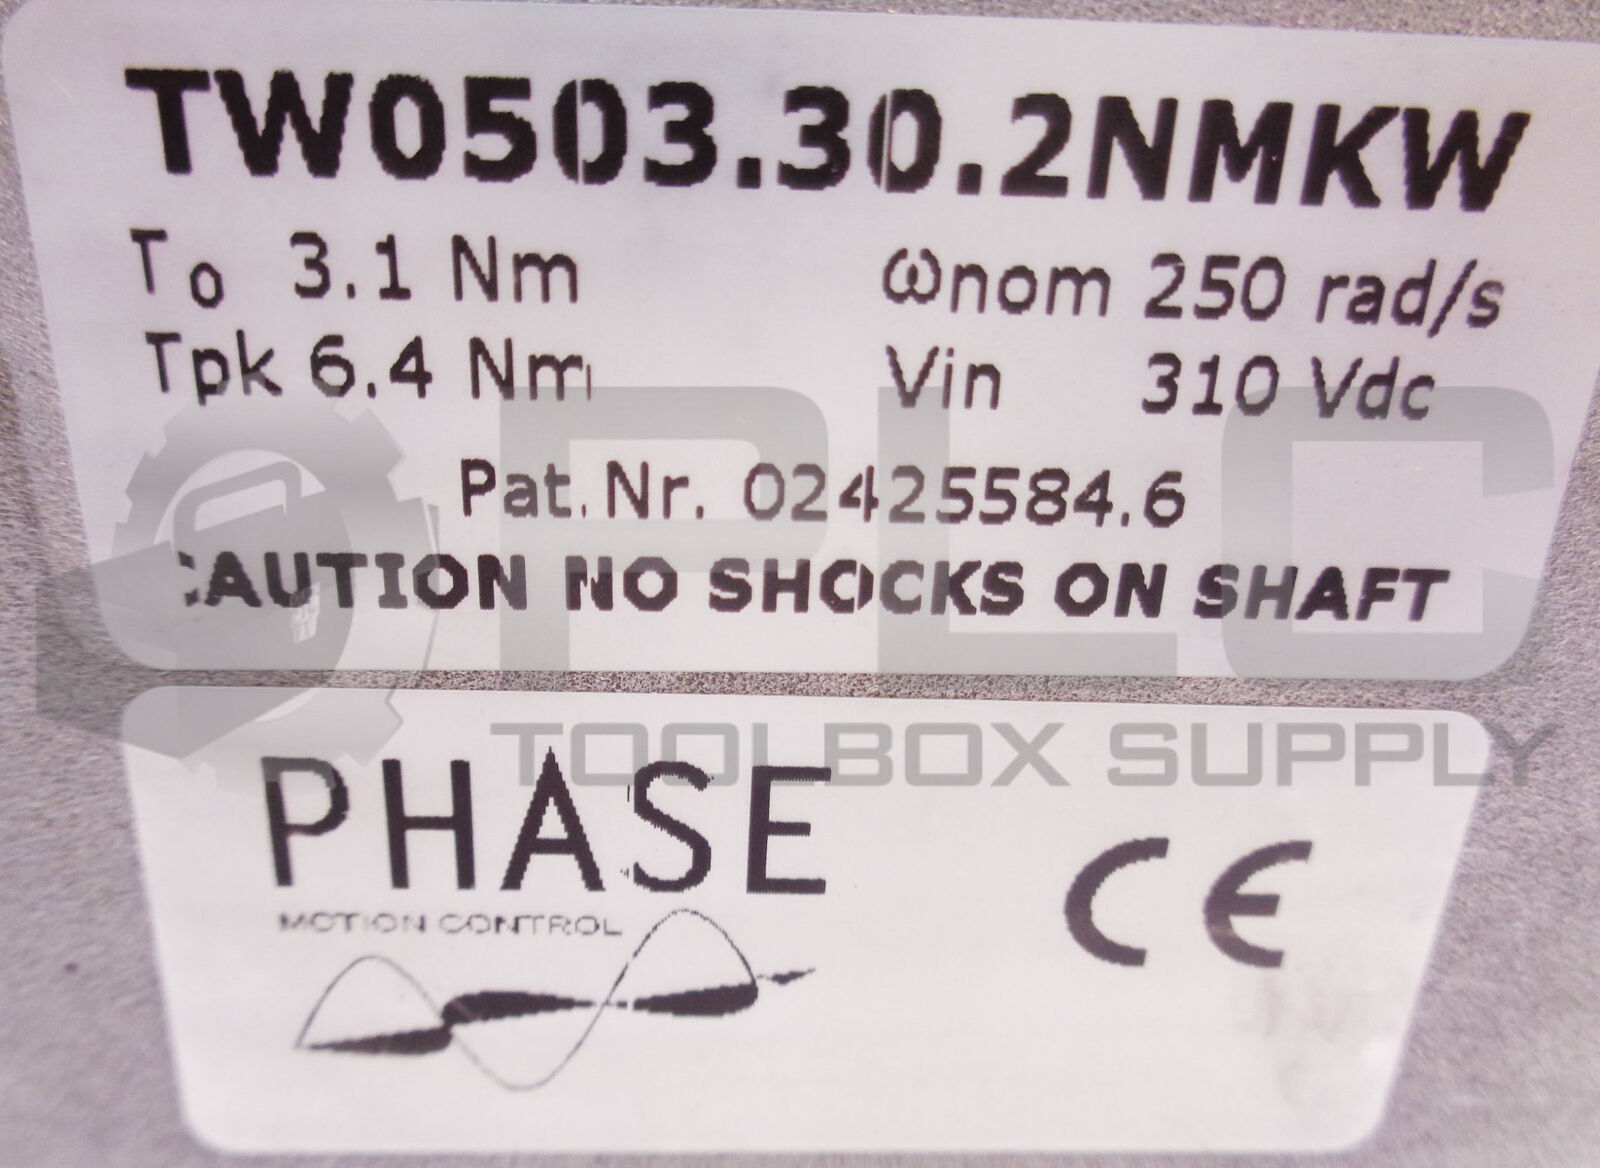 TW0503.30.2NMKW
To 3.1 Nm ωnom 250 rad/s
Tpk 6.4 Nm Vin 310 Vdc
Pat.Nr. 02425584.6
CAUTION NO SHOCKS ON SHAFT
PLC
TOOLBOX SUPPLY
PHASE
MOTION CONTROL
CE